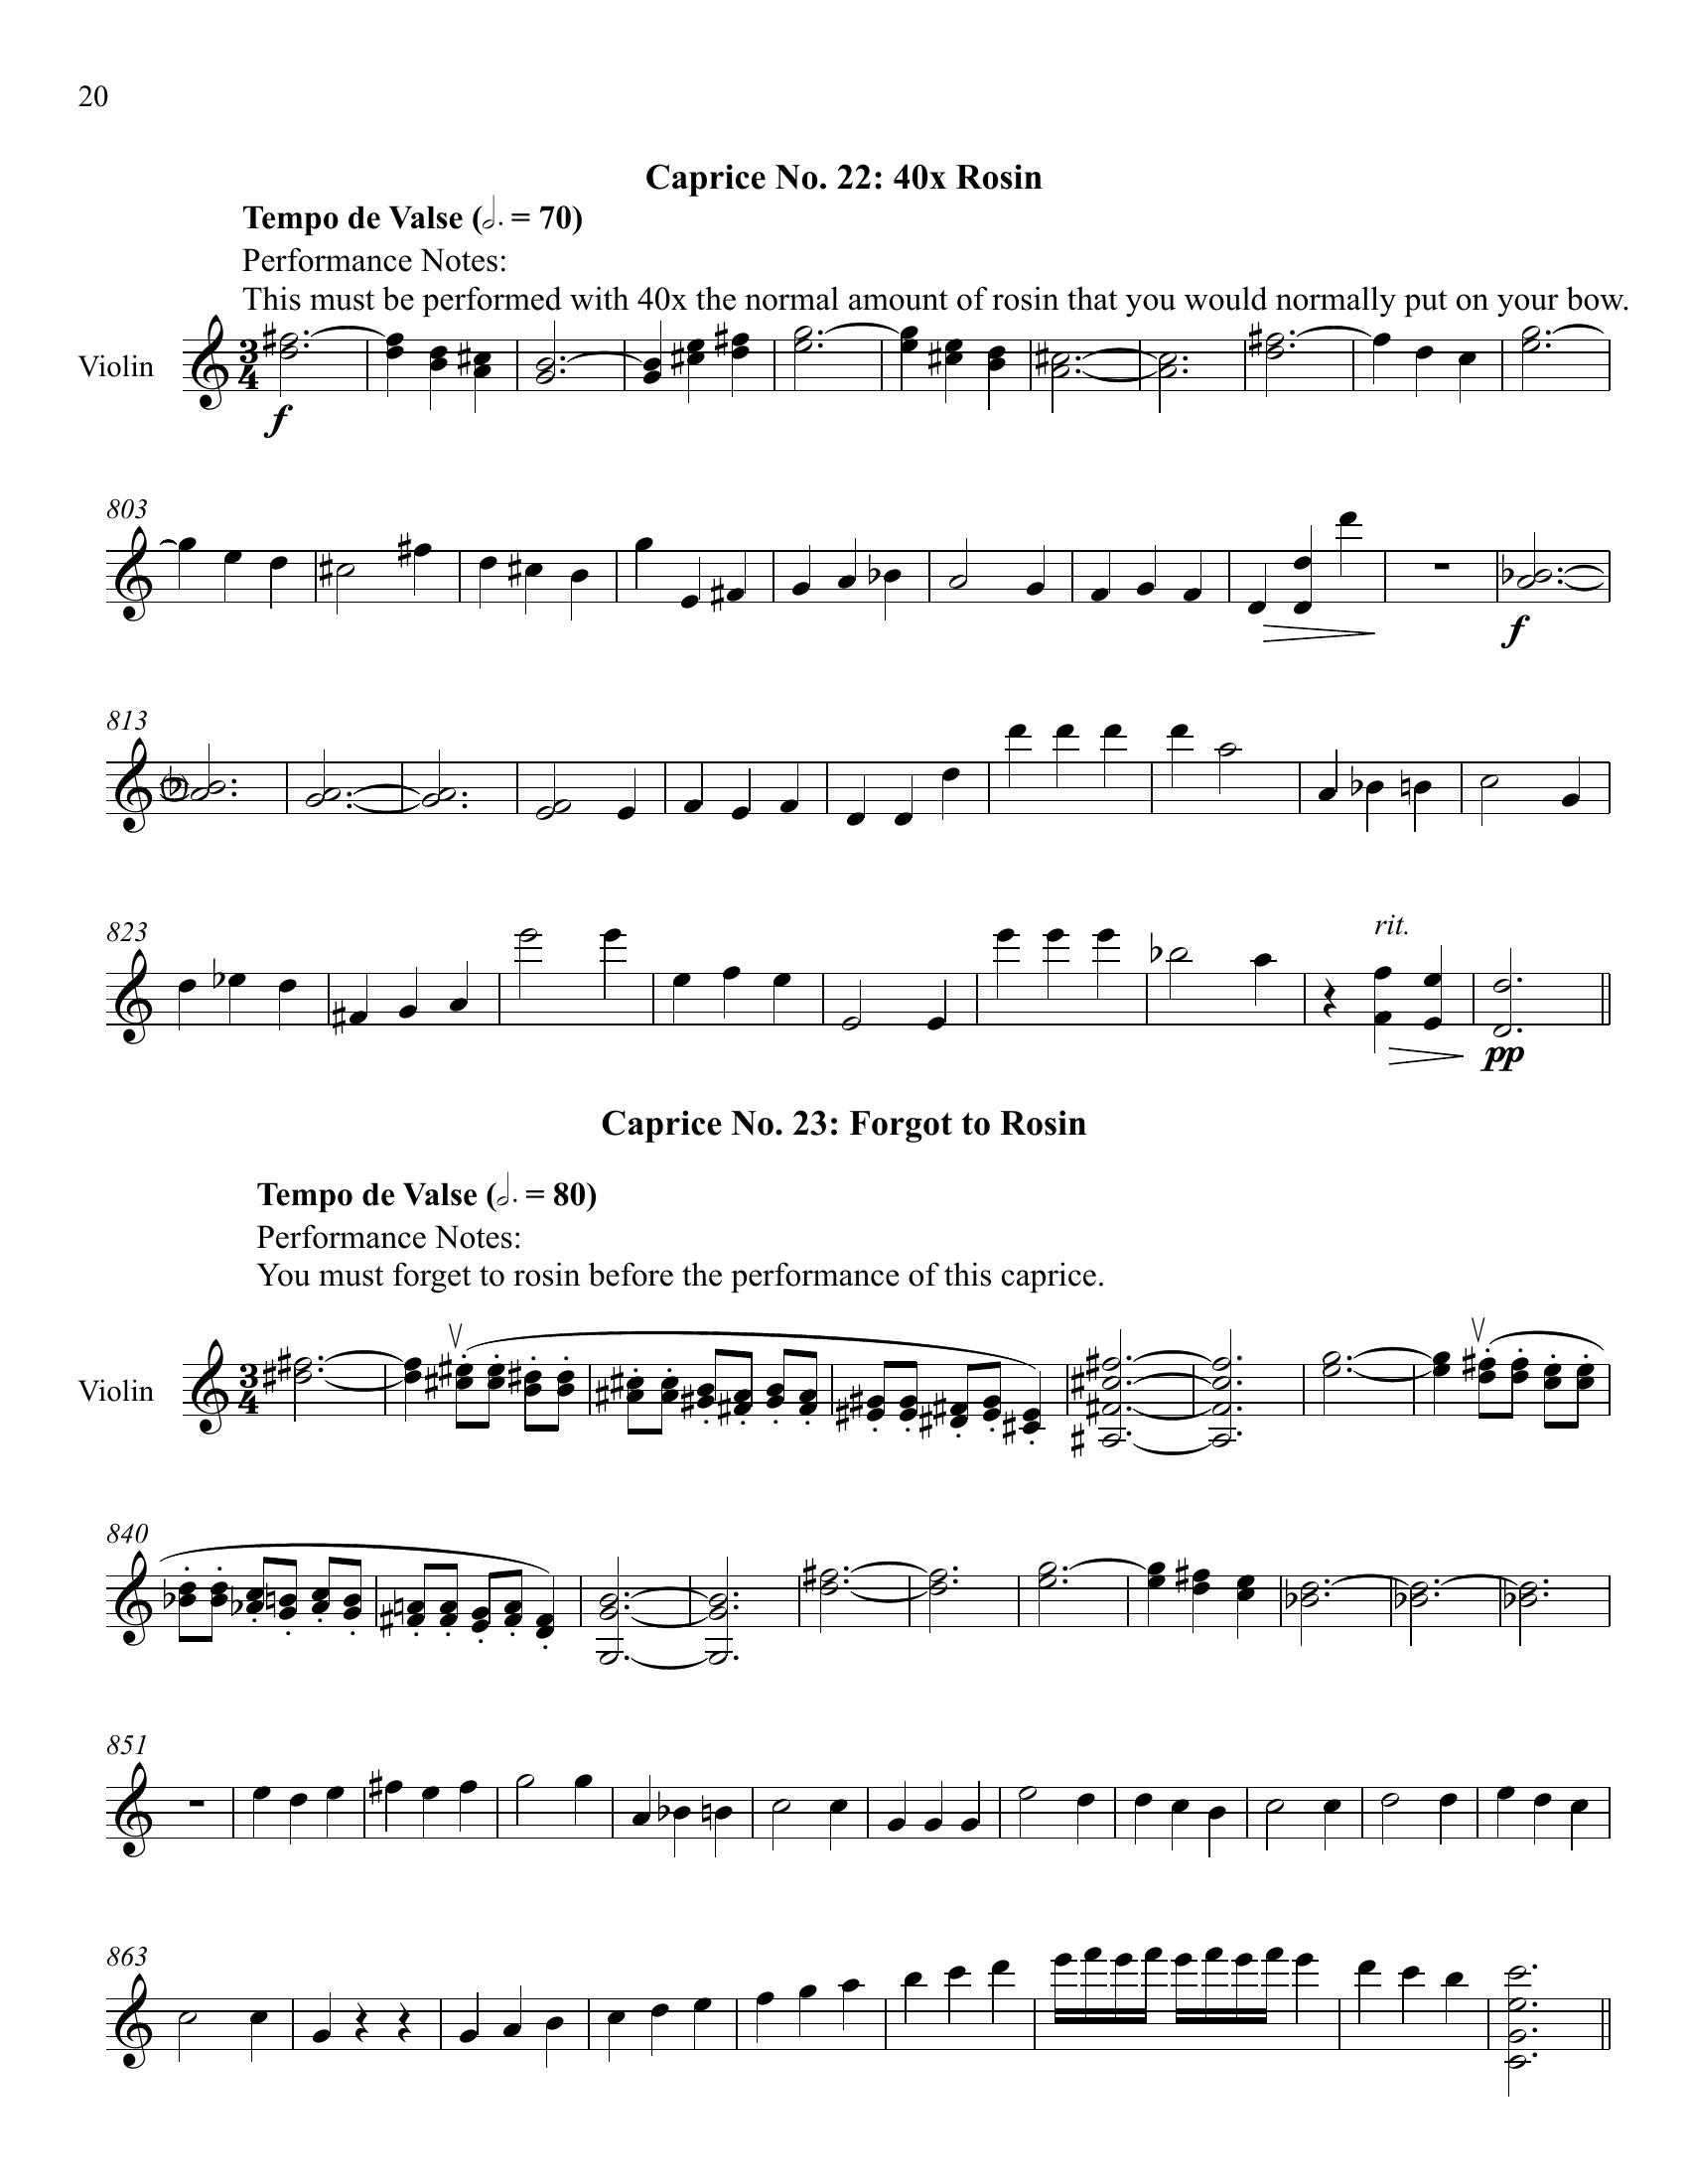 20
Caprice No. 22: 40x Rosin
Tempo de Valse (𝅗𝅥. = 70)
Performance Notes:
This must be performed with 40x the normal amount of rosin that you would normally put on your bow.
Violin
3
4
f
803
f
813
823
rit.
pp
Caprice No. 23: Forgot to Rosin
Tempo de Valse (𝅗𝅥. = 80)
Performance Notes:
You must forget to rosin before the performance of this caprice.
Violin
3
4
840
851
863